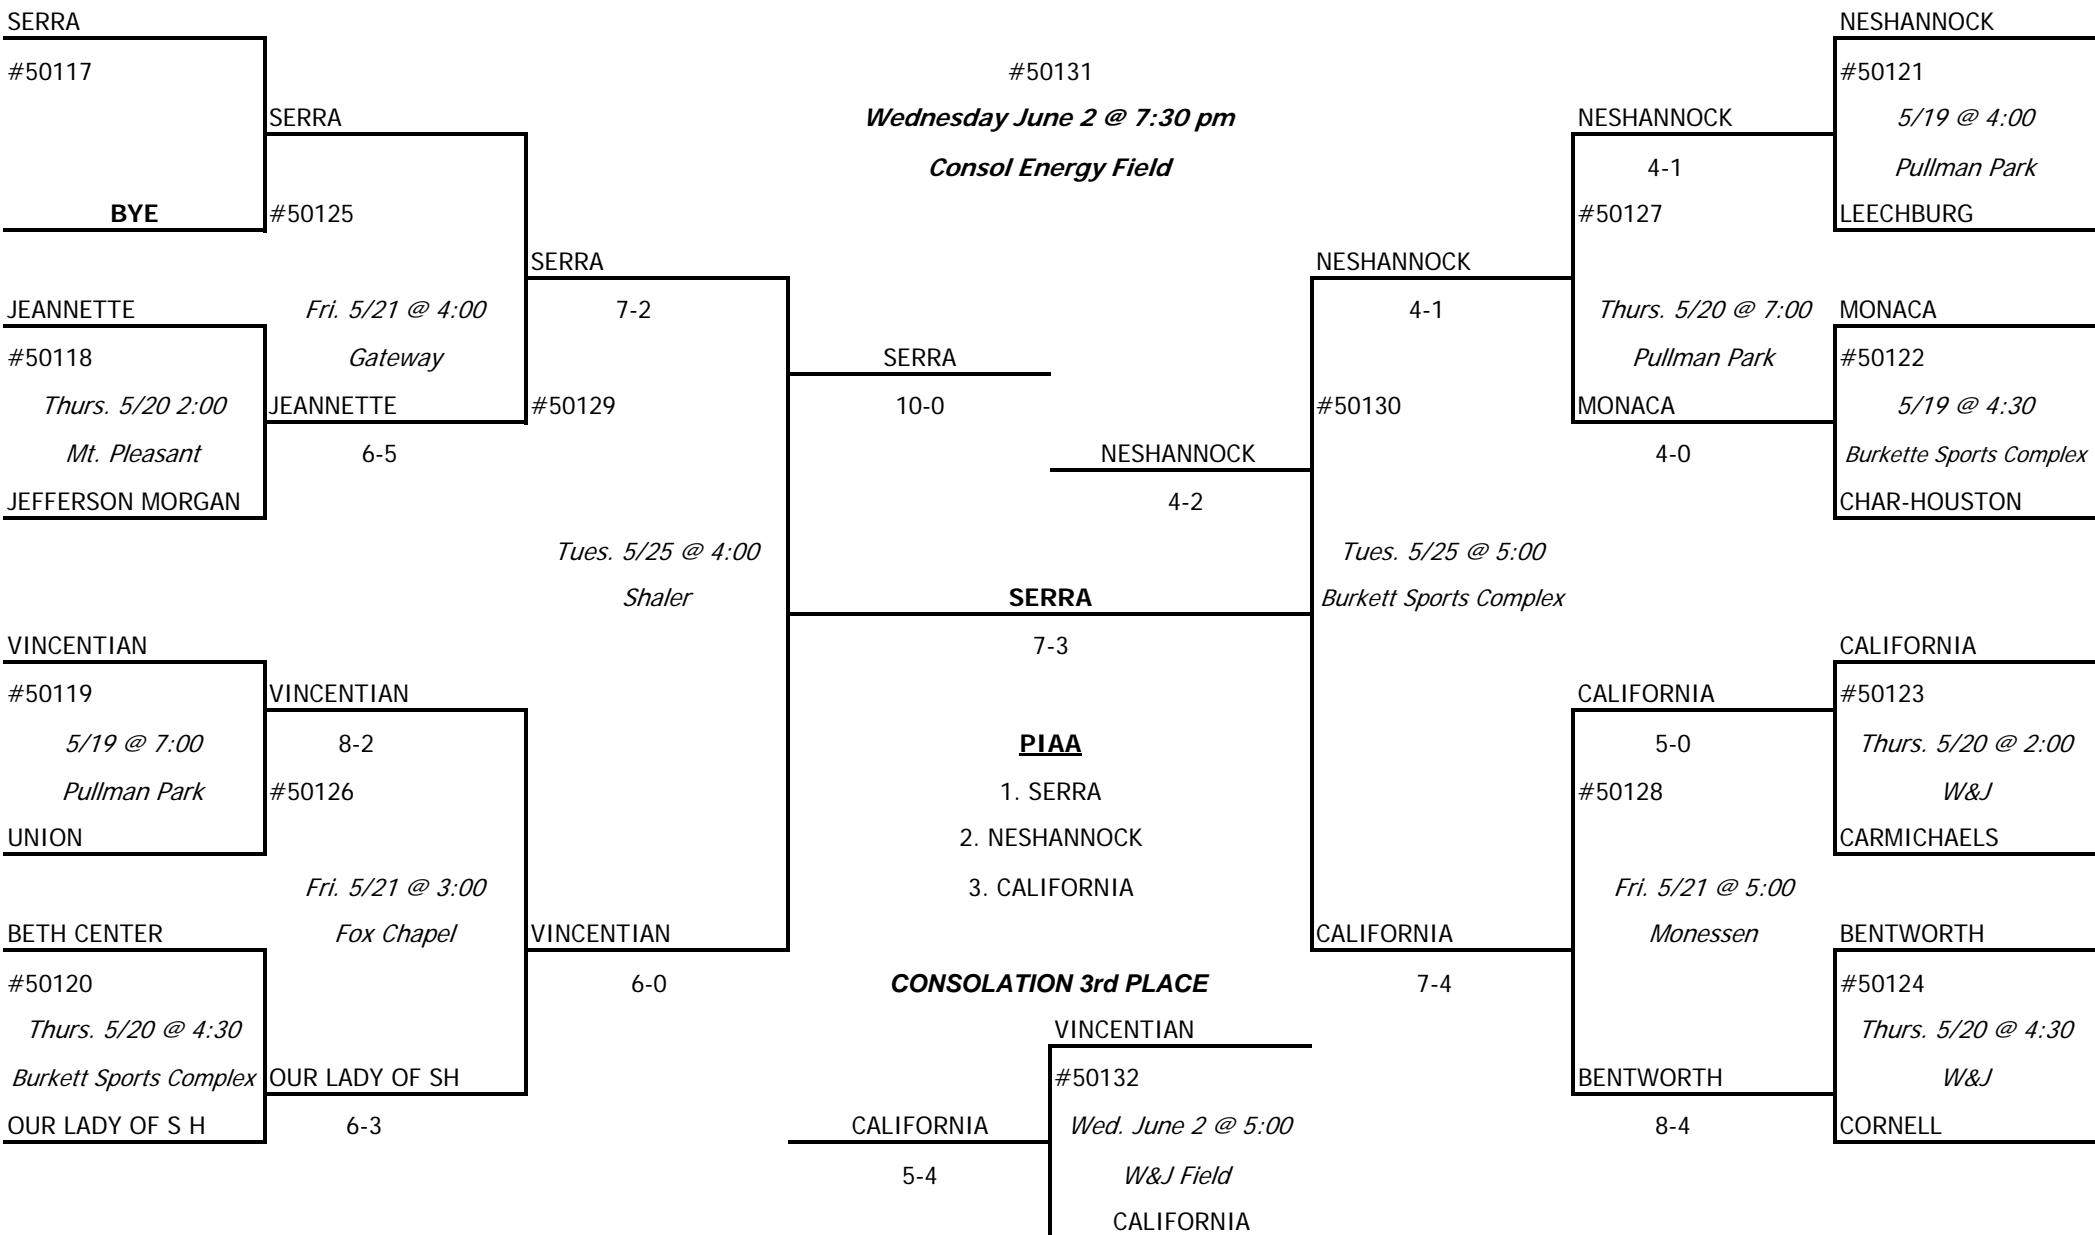 SERRA
#50117
SERRA
BYE
#50125
SERRA
JEANNETTE
Fri. 5/21 @ 4:00
7-2
#50118
Gateway
Thurs. 5/20 2:00
JEANNETTE
#50129
Mt. Pleasant
6-5
JEFFERSON MORGAN
Tues. 5/25 @ 4:00
Shaler
VINCENTIAN
#50119
VINCENTIAN
5/19 @ 7:00
8-2
Pullman Park
#50126
UNION
Fri. 5/21 @ 3:00
BETH CENTER
Fox Chapel
VINCENTIAN
#50120
6-0
Thurs. 5/20 @ 4:30
Burkett Sports Complex
OUR LADY OF SH
OUR LADY OF S H
6-3
#50131
Wednesday June 2 @ 7:30 pm
Consol Energy Field
SERRA
10-0
NESHANNOCK
4-2
SERRA
7-3
PIAA
1. SERRA
2. NESHANNOCK
3. CALIFORNIA
CONSOLATION 3rd PLACE
VINCENTIAN
#50132
CALIFORNIA
Wed. June 2 @ 5:00
5-4
W&J Field
CALIFORNIA
NESHANNOCK
#50121
NESHANNOCK
5/19 @ 4:00
4-1
Pullman Park
#50127
LEECHBURG
NESHANNOCK
4-1
Thurs. 5/20 @ 7:00
MONACA
Pullman Park
#50122
#50130
MONACA
5/19 @ 4:30
4-0
Burkette Sports Complex
CHAR-HOUSTON
Tues. 5/25 @ 5:00
Burkett Sports Complex
CALIFORNIA
CALIFORNIA
#50123
5-0
Thurs. 5/20 @ 2:00
#50128
W&J
CARMICHAELS
Fri. 5/21 @ 5:00
CALIFORNIA
Monessen
BENTWORTH
7-4
#50124
Thurs. 5/20 @ 4:30
BENTWORTH
W&J
8-4
CORNELL